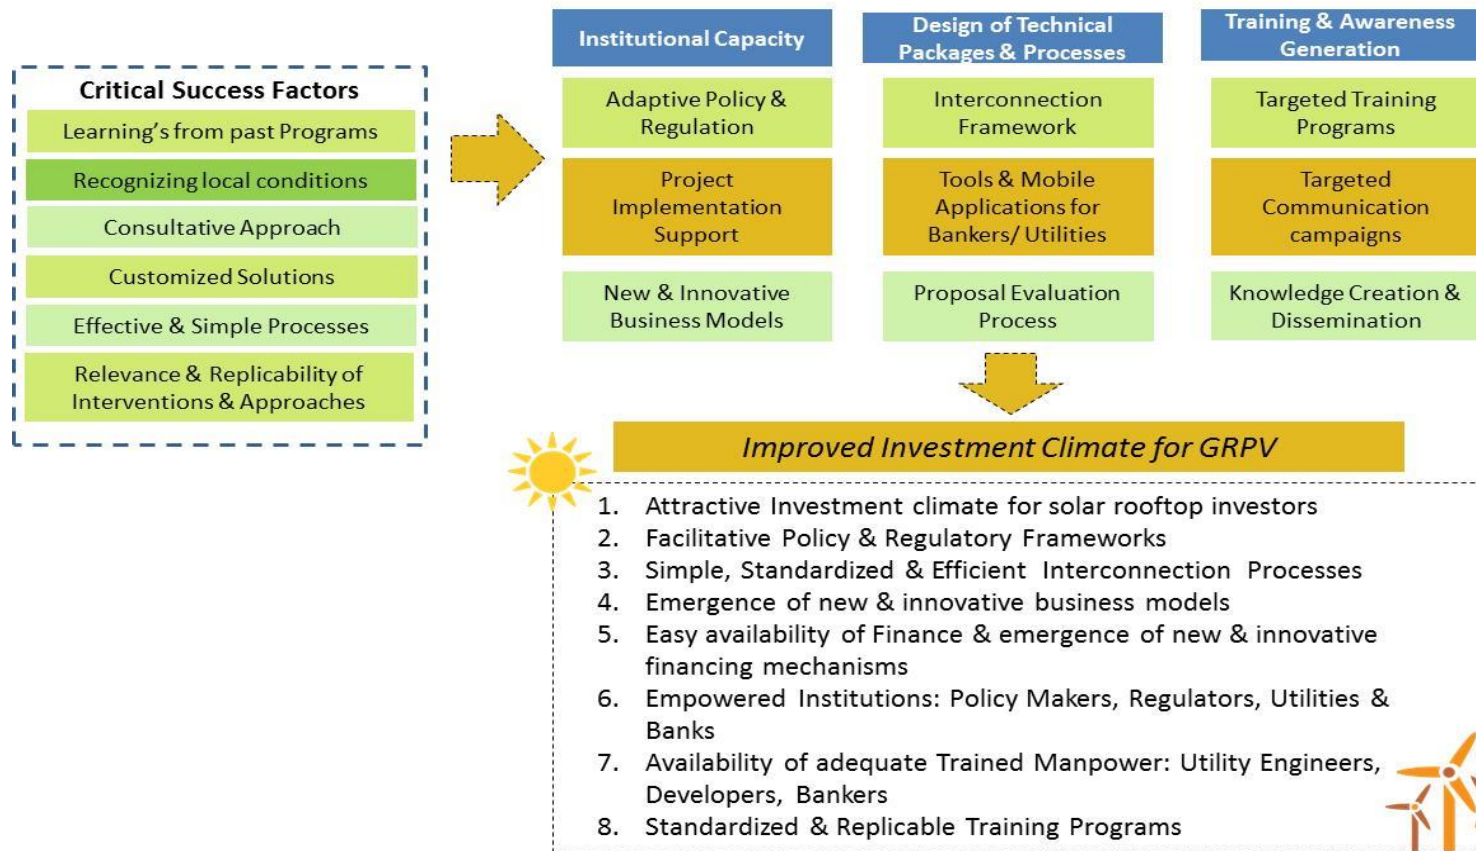 Critical Success Factors
Learning's from past Programs
Recognizing local conditions
Consultative Approach
Customized Solutions
Effective & Simple Processes
Relevance & Replicability of
Interventions & Approaches
Institutional Capacity
Adaptive Policy &
Regulation
Project
Implementation
Support
New & Innovative
Business Models
Design of Technical
Packages & Processes
Interconnection
Framework
Tools & Mobile
Applications for
Bankers/ Utilities
Proposal Evaluation
Process
Training & Awareness
Generation
Targeted Training
Programs
Targeted
Communication
campaigns
Knowledge Creation &
Dissemination
Improved Investment Climate for GRPV
1. Attractive Investment climate for solar rooftop investors
2. Facilitative Policy & Regulatory Frameworks
3. Simple, Standardized & Efficient Interconnection Processes
4. Emergence of new & innovative business models
5. Easy availability of Finance & emergence of new & innovative
financing mechanisms
6. Empowered Institutions: Policy Makers, Regulators, Utilities &
Banks
7. Availability of adequate Trained Manpower: Utility Engineers,
Developers, Bankers
8. Standardized & Replicable Training Programs